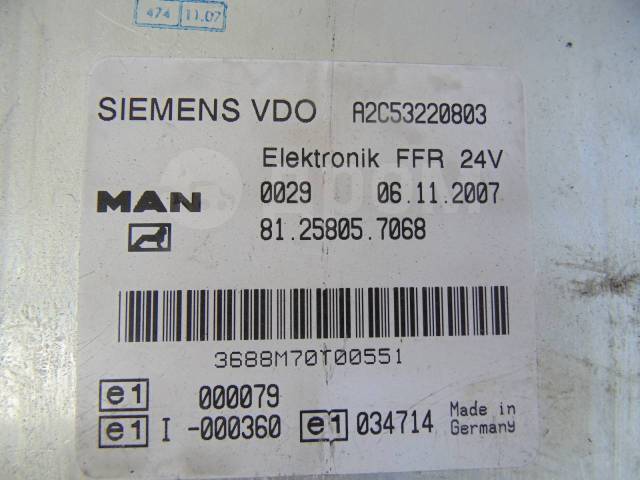 474 11.07
SIEMENS VDO A2C53220803
Elektronik FFR 24V
MAN 0029 06.11.2007
81.25805.7068
3688M70T00551
e1 000079
e1 I -000360 e1 034714 Made in
Germany